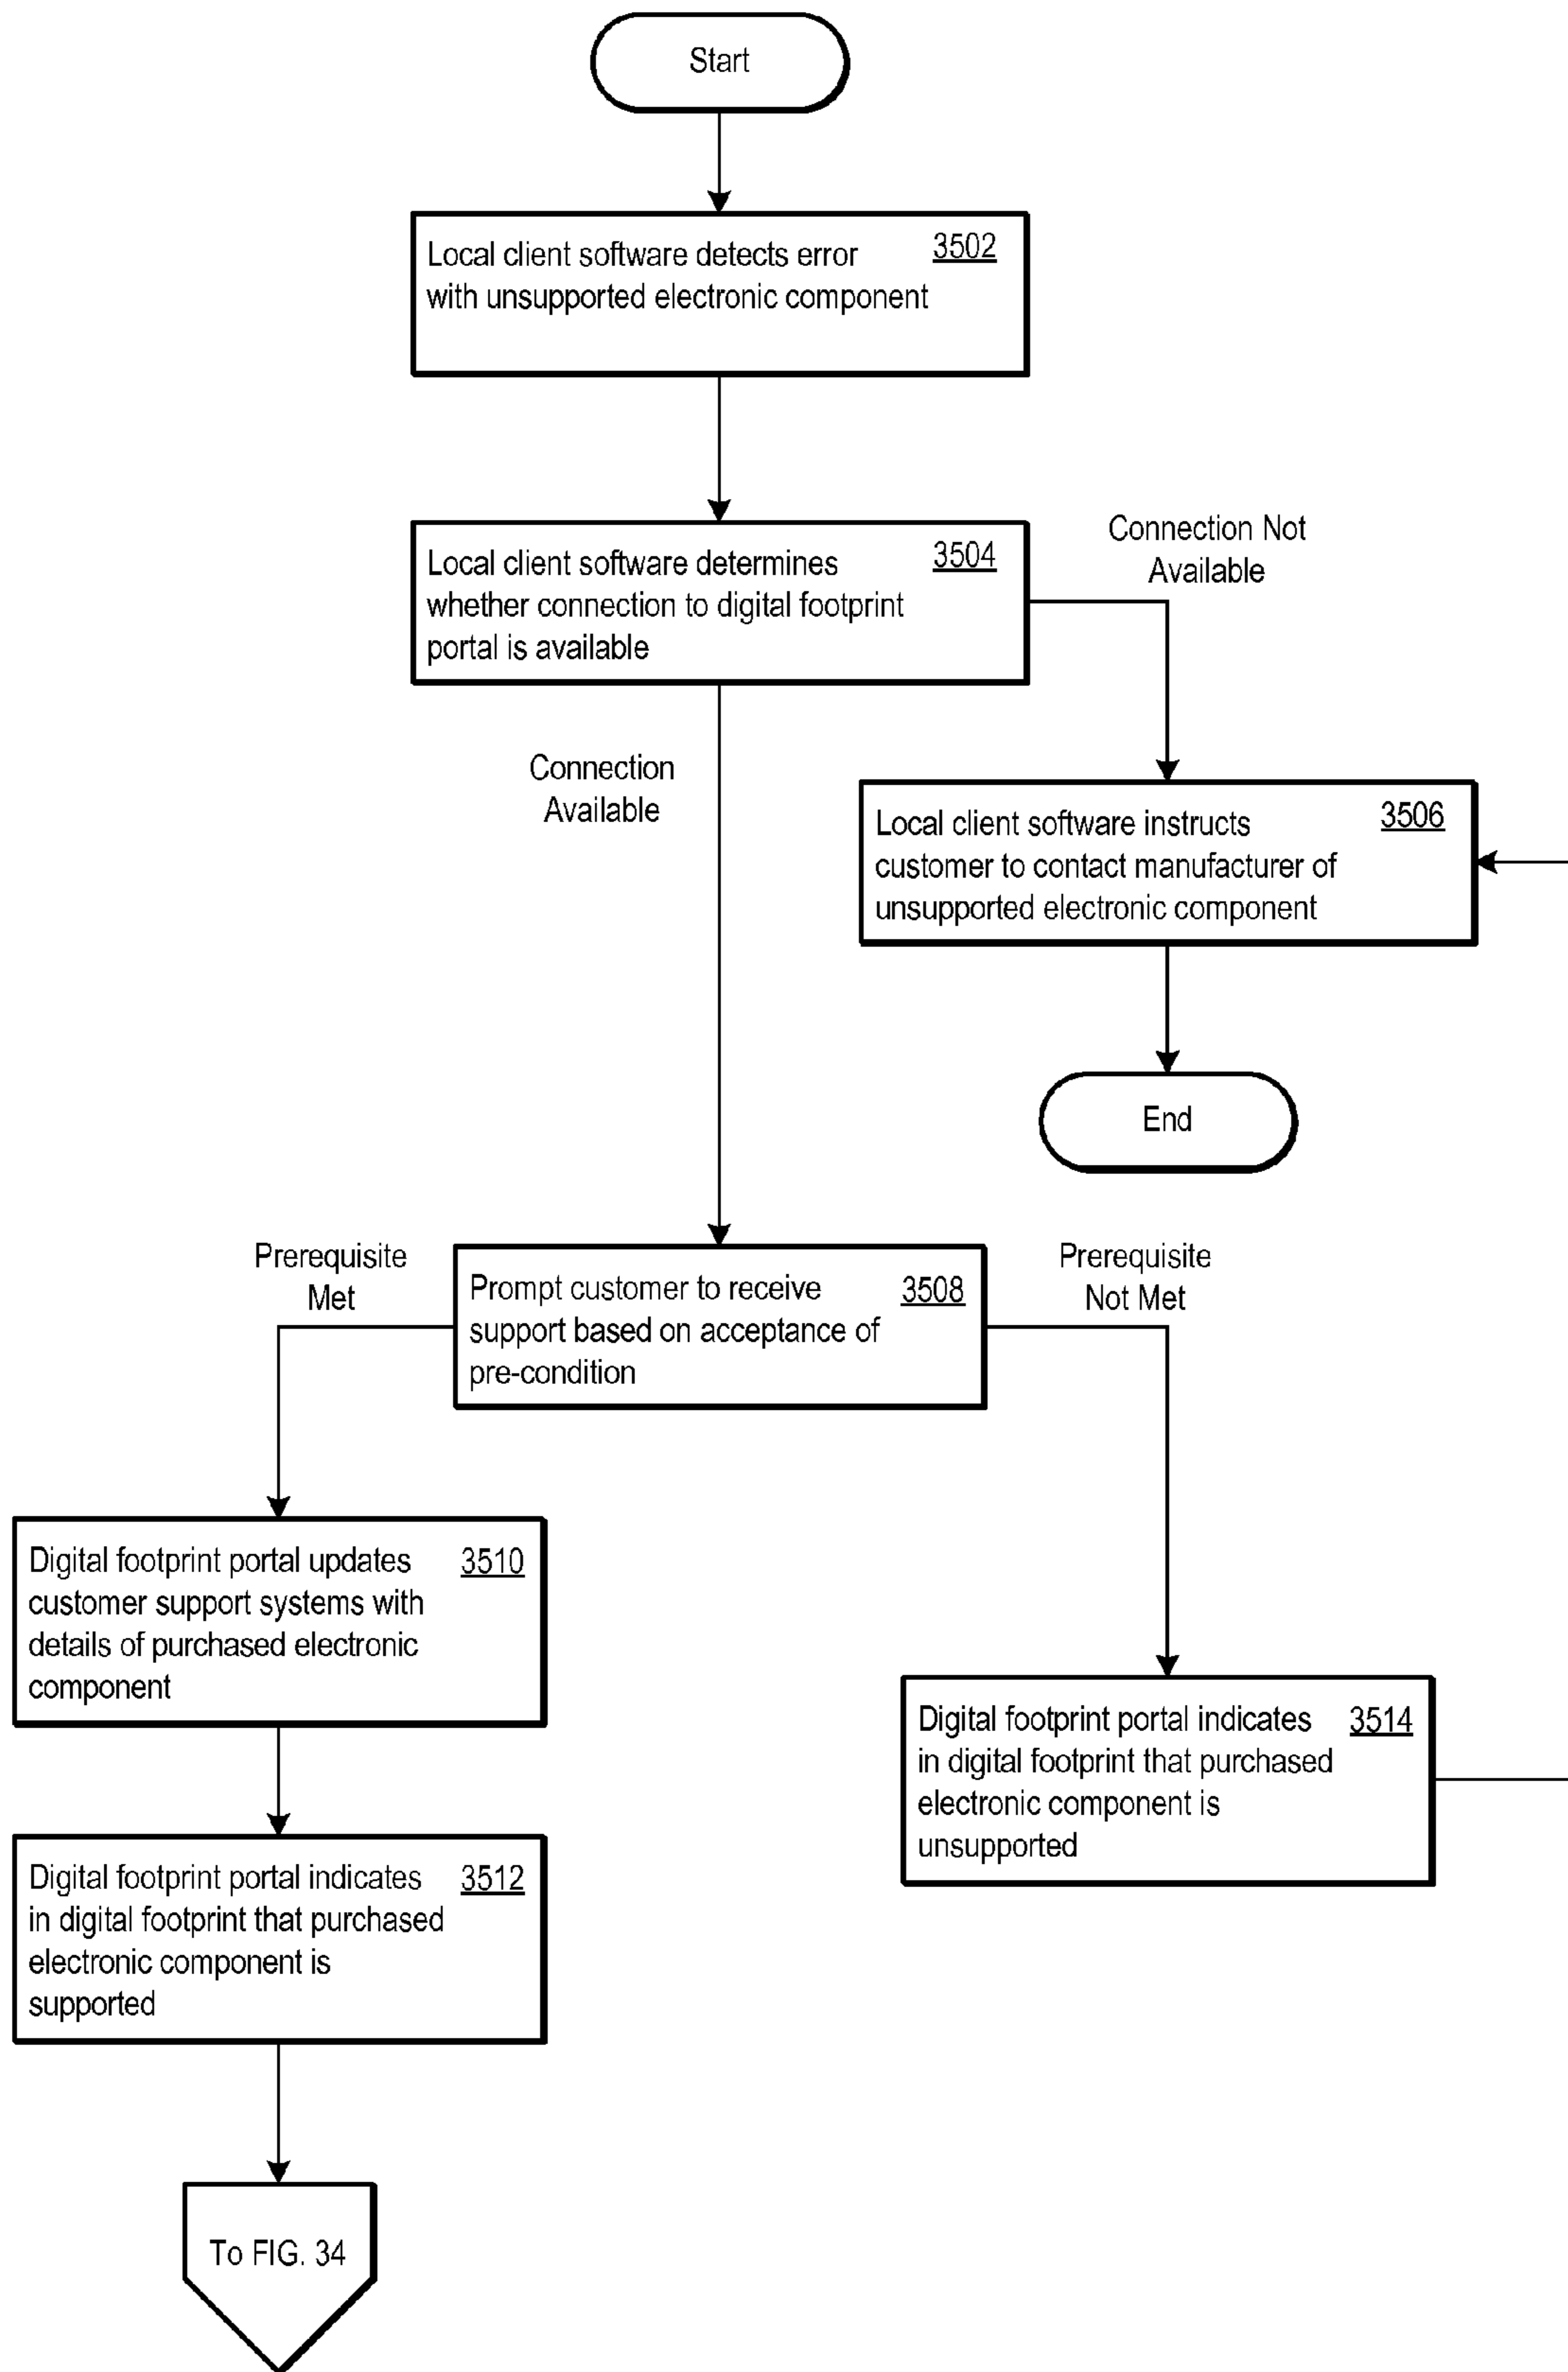 Start
Local client software detects error
with unsupported electronic component
3502
Local client software determines
whether connection to digital footprint
portal is available
3504
Connection Not
Available
Connection
Available
Local client software instructs
customer to contact manufacturer of
unsupported electronic component
3506
End
Prerequisite
Met
Prompt customer to receive
support based on acceptance of
pre-condition
3508
Prerequisite
Not Met
Digital footprint portal updates
customer support systems with
details of purchased electronic
component
3510
Digital footprint portal indicates
in digital footprint that purchased
electronic component is
unsupported
3514
Digital footprint portal indicates
in digital footprint that purchased
electronic component is
supported
3512
To FIG. 34